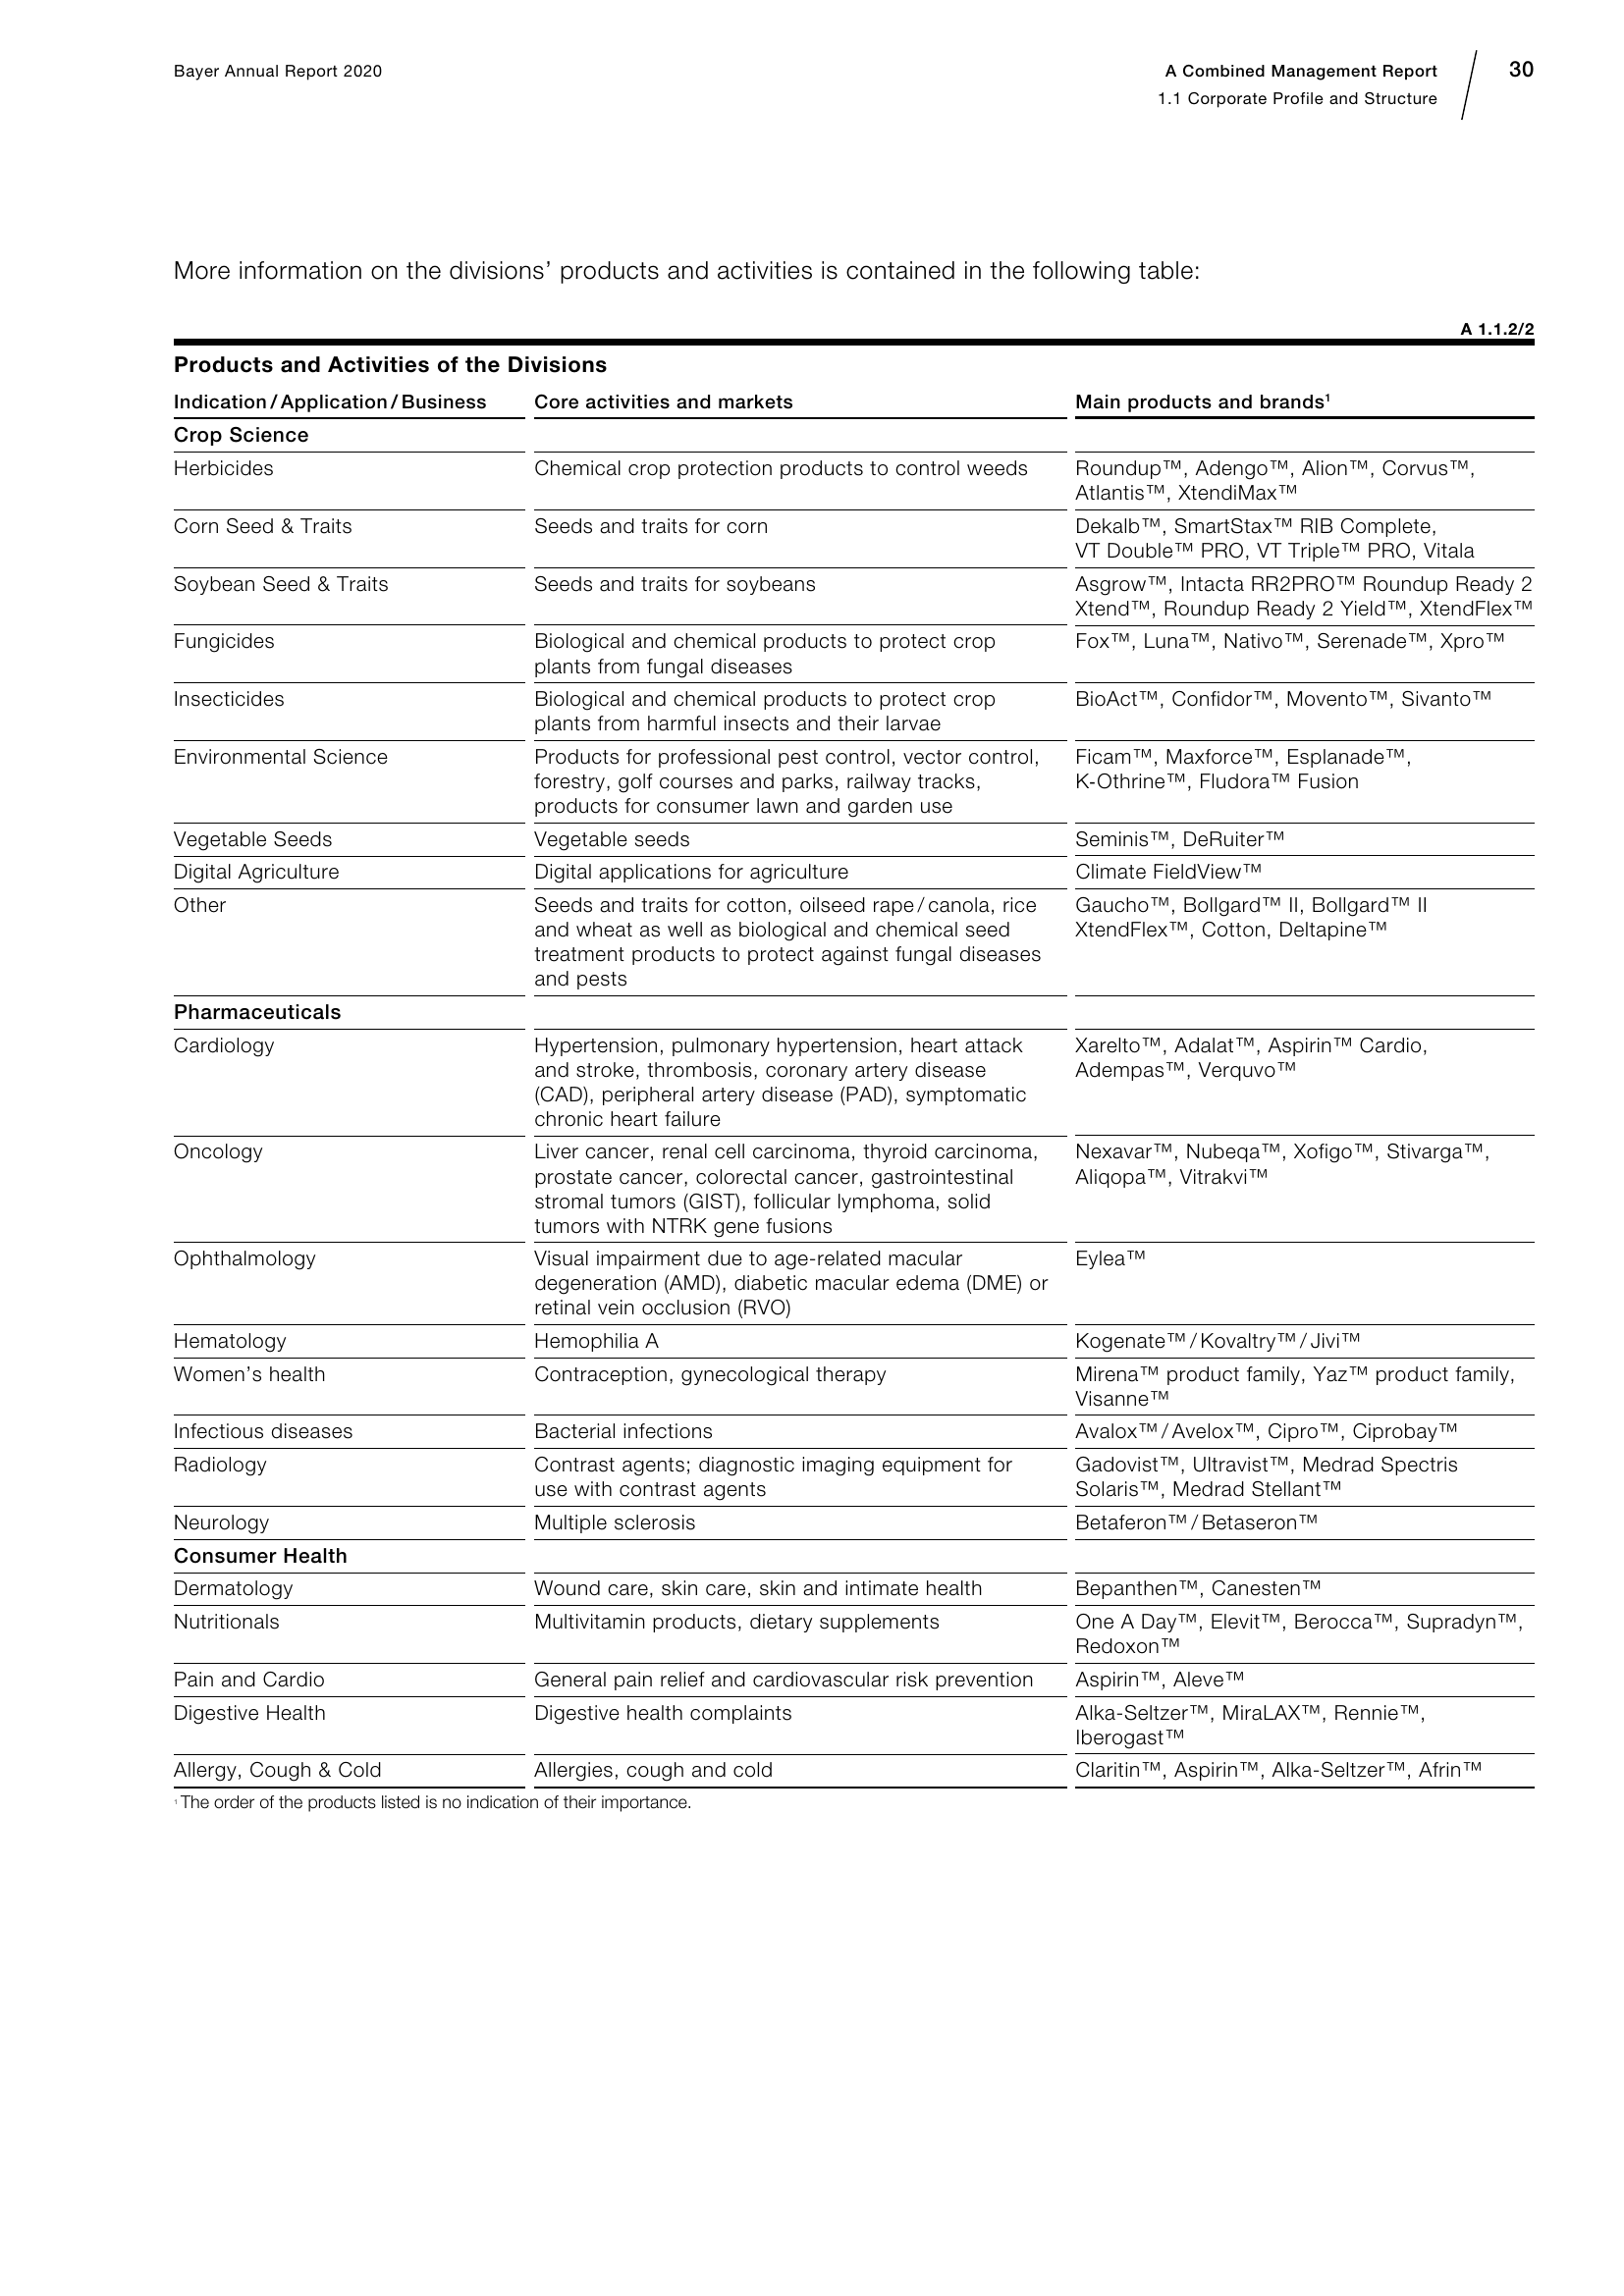 Bayer Annual Report 2020
A Combined Management Report
1.1 Corporate Profile and Structure
30
More information on the divisions’ products and activities is contained in the following table:
A 1.1.2/2
Products and Activities of the Divisions
Indication / Application / Business Core activities and markets Main products and brands¹
Crop Science
Herbicides Chemical crop protection products to control weeds Roundup™, Adengo™, Alion™, Corvus™,
Atlantis™, XtendiMax™
Corn Seed & Traits Seeds and traits for corn Dekalb™, SmartStax™ RIB Complete,
VT Double™ PRO, VT Triple™ PRO, Vitala
Soybean Seed & Traits Seeds and traits for soybeans Asgrow™, Intacta RR2PRO™ Roundup Ready 2
Xtend™, Roundup Ready 2 Yield™, XtendFlex™
Fungicides Biological and chemical products to protect crop Fox™, Luna™, Nativo™, Serenade™, Xpro™
plants from fungal diseases
Insecticides Biological and chemical products to protect crop BioAct™, Confidor™, Movento™, Sivanto™
plants from harmful insects and their larvae
Environmental Science Products for professional pest control, vector control, Ficam™, Maxforce™, Esplanade™,
forestry, golf courses and parks, railway tracks, K-Othrine™, Fludora™ Fusion
products for consumer lawn and garden use
Vegetable Seeds Vegetable seeds Seminis™, DeRuiter™
Digital Agriculture Digital applications for agriculture Climate FieldView™
Other Seeds and traits for cotton, oilseed rape / canola, rice Gaucho™, Bollgard™ II, Bollgard™ II
and wheat as well as biological and chemical seed XtendFlex™, Cotton, Deltapine™
treatment products to protect against fungal diseases
and pests
Pharmaceuticals
Cardiology Hypertension, pulmonary hypertension, heart attack Xarelto™, Adalat™, Aspirin™ Cardio,
and stroke, thrombosis, coronary artery disease Adempas™, Verquvo™
(CAD), peripheral artery disease (PAD), symptomatic
chronic heart failure
Oncology Liver cancer, renal cell carcinoma, thyroid carcinoma, Nexavar™, Nubeqa™, Xofigo™, Stivarga™,
prostate cancer, colorectal cancer, gastrointestinal Aliqopa™, Vitrakvi™
stromal tumors (GIST), follicular lymphoma, solid
tumors with NTRK gene fusions
Ophthalmology Visual impairment due to age-related macular Eylea™
degeneration (AMD), diabetic macular edema (DME) or
retinal vein occlusion (RVO)
Hematology Hemophilia A Kogenate™ / Kovaltry™ / Jivi™
Women’s health Contraception, gynecological therapy Mirena™ product family, Yaz™ product family,
Visanne™
Infectious diseases Bacterial infections Avalox™ / Avelox™, Cipro™, Ciprobay™
Radiology Contrast agents; diagnostic imaging equipment for Gadovist™, Ultravist™, Medrad Spectris
use with contrast agents Solaris™, Medrad Stellant™
Neurology Multiple sclerosis Betaferon™ / Betaseron™
Consumer Health
Dermatology Wound care, skin care, skin and intimate health Bepanthen™, Canesten™
Nutritionals Multivitamin products, dietary supplements One A Day™, Elevit™, Berocca™, Supradyn™,
Redoxon™
Pain and Cardio General pain relief and cardiovascular risk prevention Aspirin™, Aleve™
Digestive Health Digestive health complaints Alka-Seltzer™, MiraLAX™, Rennie™,
Iberogast™
Allergy, Cough & Cold Allergies, cough and cold Claritin™, Aspirin™, Alka-Seltzer™, Afrin™
¹ The order of the products listed is no indication of their importance.